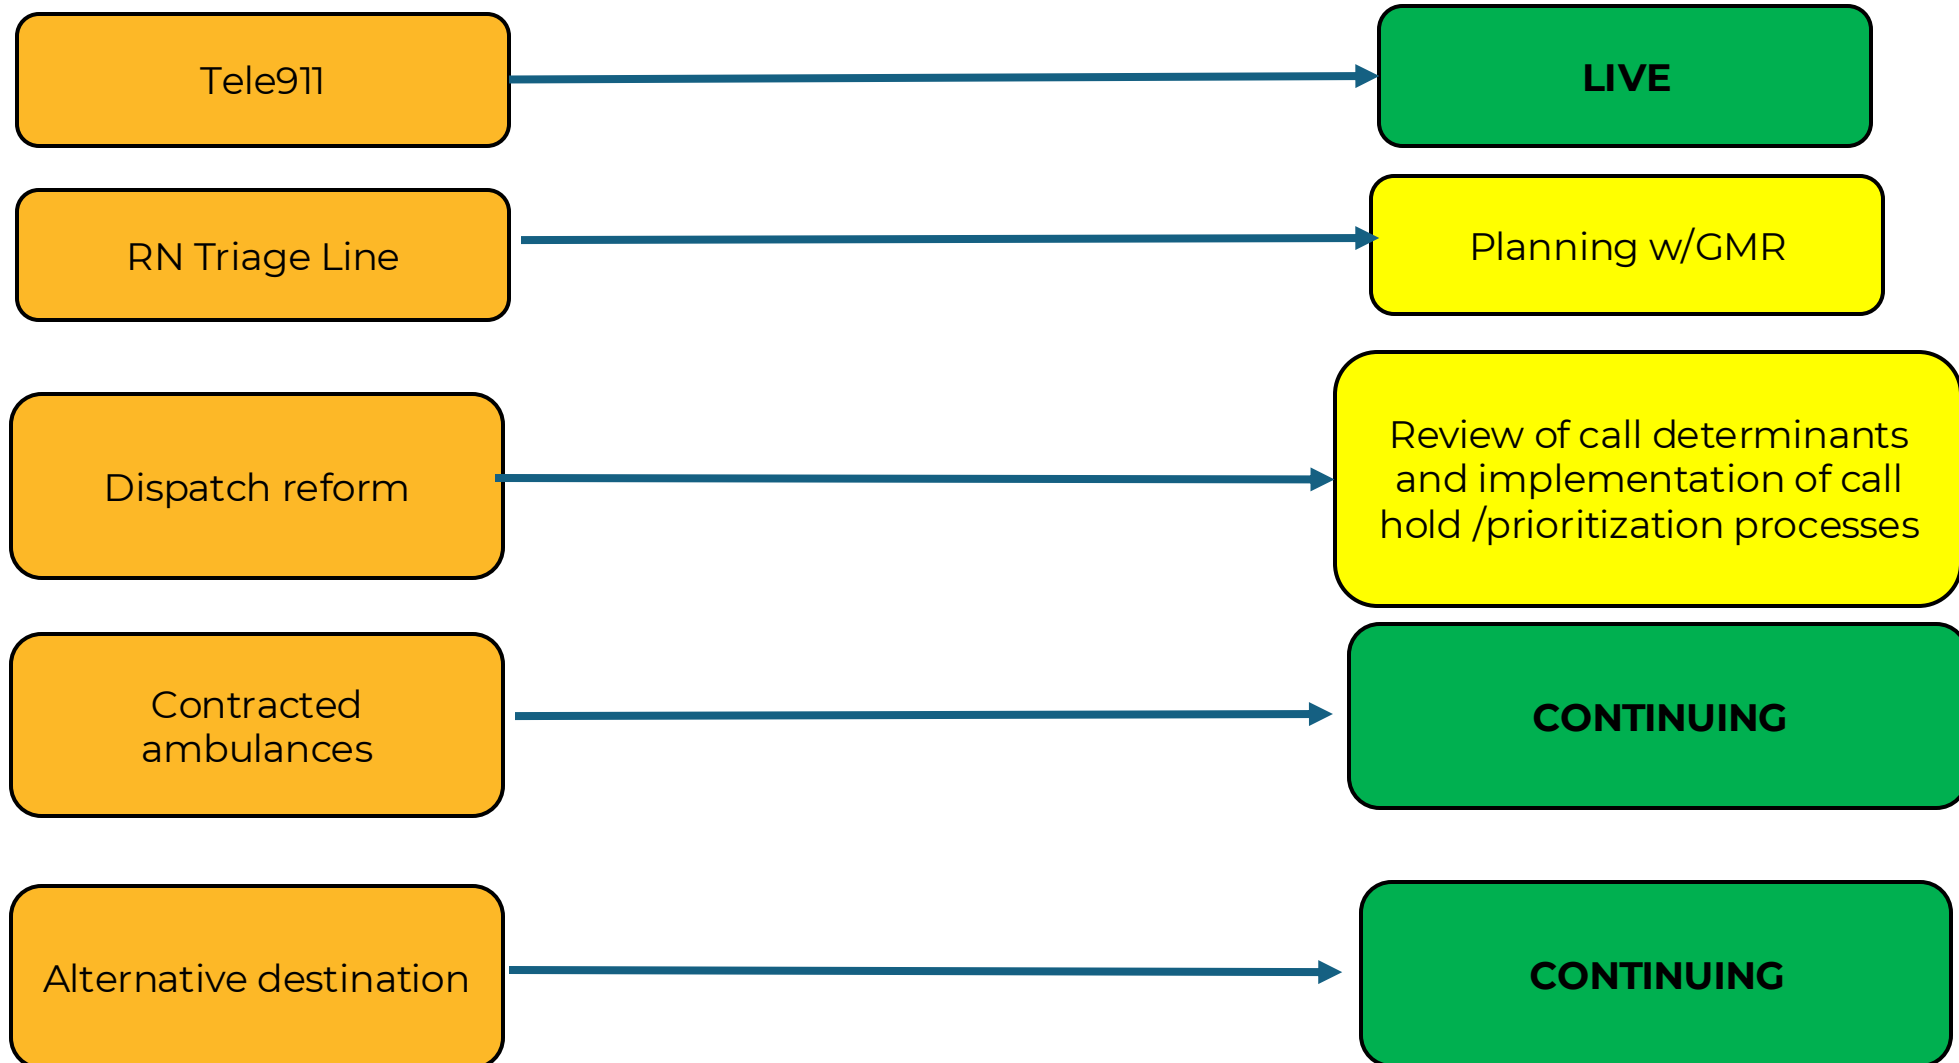 Tele911
LIVE
RN Triage Line
Planning w/GMR
Dispatch reform
Review of call determinants
and implementation of call
hold /prioritization processes
Contracted
ambulances
CONTINUING
Alternative destination
CONTINUING